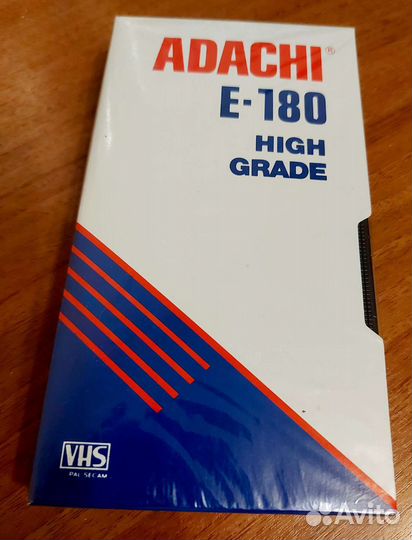 ADACHI®
E-180
HIGH
GRADE
VHS
PAL SECAM
Avito